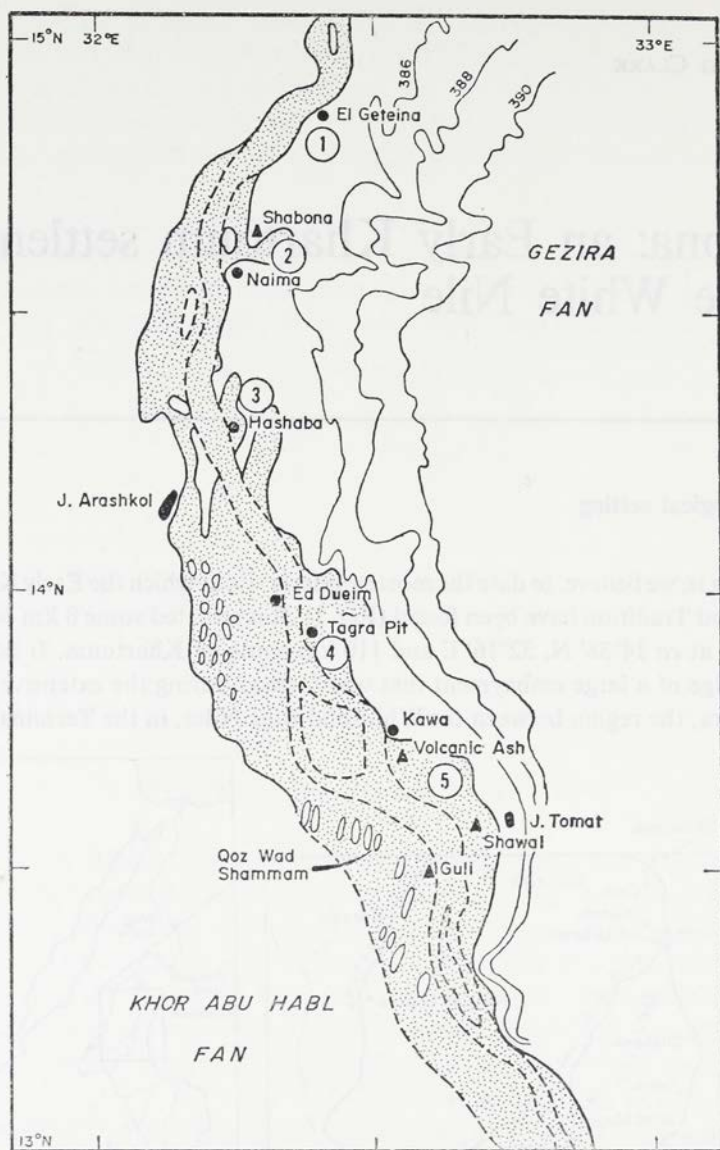 15°N
32°E
33°E
386
388
390
El Geteina
1
Shabona
2
Naima
GEZIRA
FAN
3
Hashaba
J. Arashkol
Ed Dueim
Tagra Pit
4
Kawa
Volcanic Ash
5
J. Tomat
Shawal
Qoz Wad
Shammam
Guli
KHOR ABU HABL
FAN
13°N
14°N